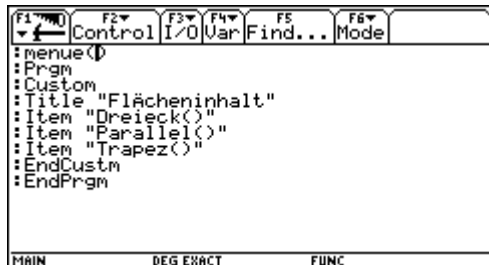 F1 F2 Control F3 I/O F4 Var F5 Find... F6 Mode
:menue()
:Prgm
:Custom
:Title "Flächeninhalt"
:Item "Dreieck()"
:Item "Parallel()"
:Item "Trapez()"
:EndCustm
:EndPrgm
MAIN DEG EXACT FUNC